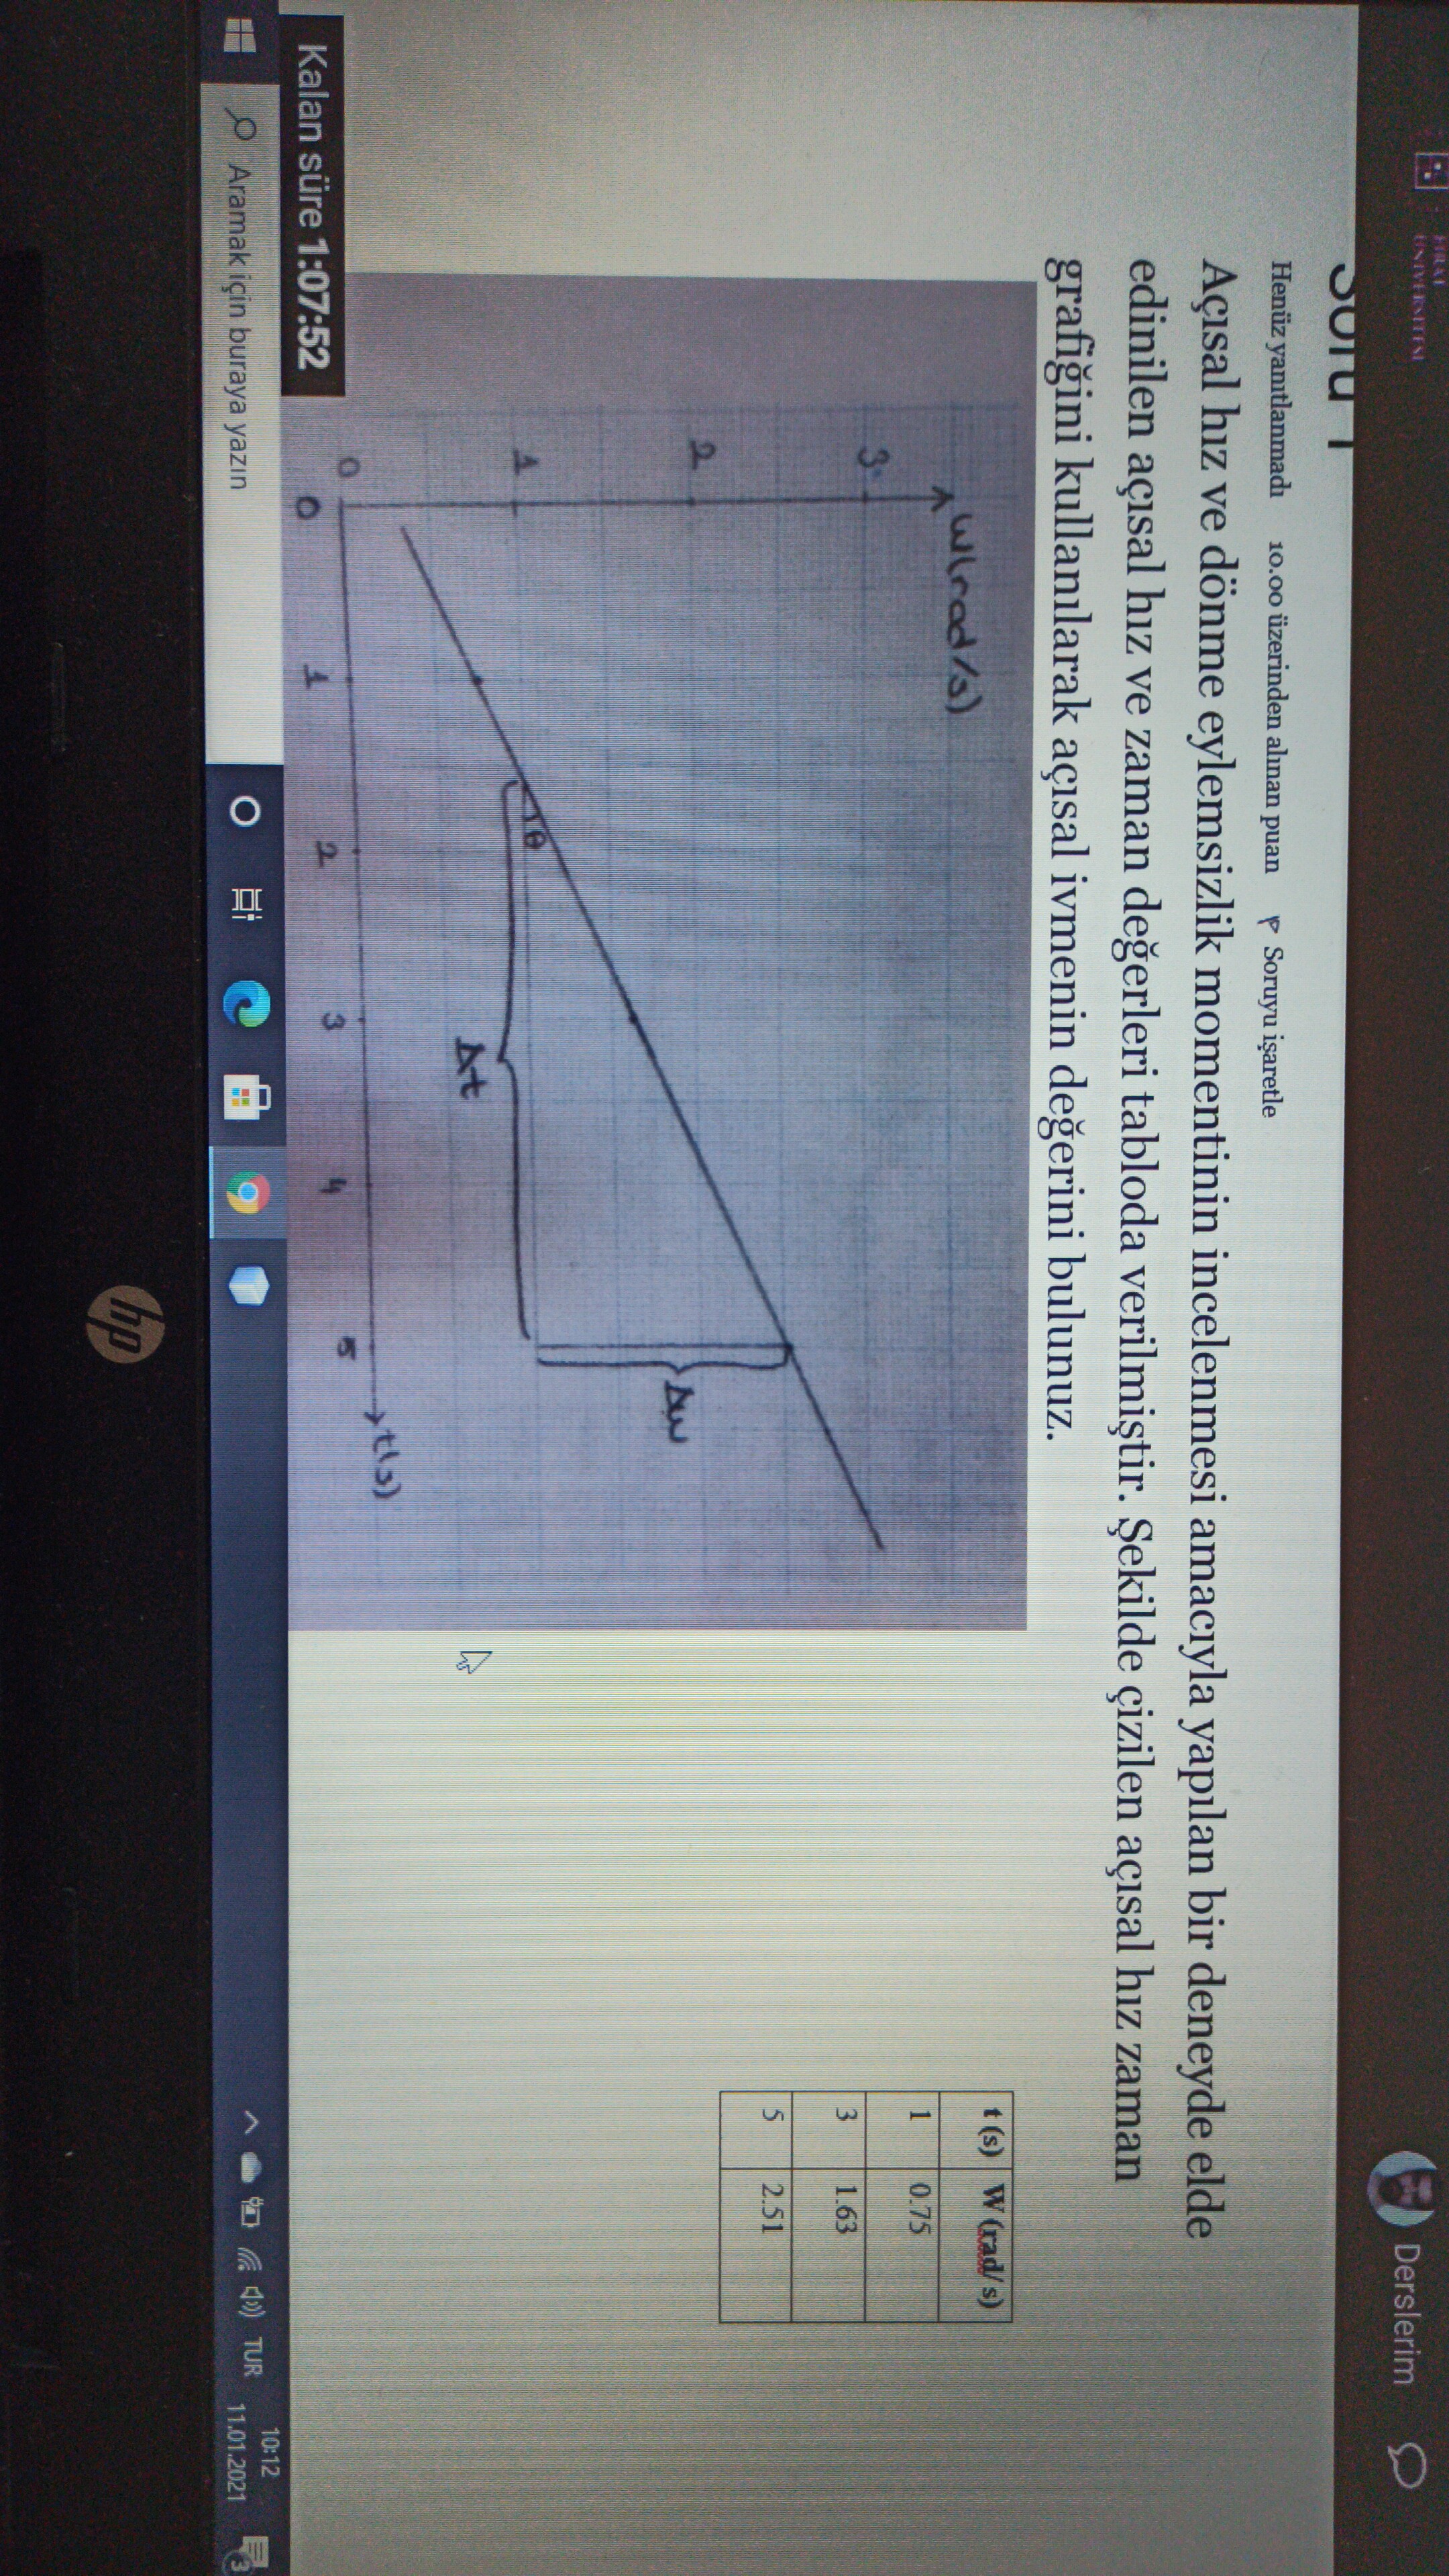 FIRAT
ÜNİVERSİTESİ
Derslerim
Soru 1
Henüz yanıtlanmadı 10.00 üzerinden alınan puan Soruyu işaretle
Açısal hız ve dönme eylemsizlik momentinin incelenmesi amacıyla yapılan bir deneyde elde
edinilen açısal hız ve zaman değerleri tabloda verilmiştir. Şekilde çizilen açısal hız zaman
grafiğini kullanılarak açısal ivmenin değerini bulunuz.
W(rad/s)
3
2
1
0
0 1 2 3 4 5 t(s)
θ
Δt
Δw
t (s) W (rad/s)
1 0.75
3 1.63
5 2.51
Kalan süre 1:07:52
Aramak için buraya yazın
TUR
10:12
11.01.2021
3
hp